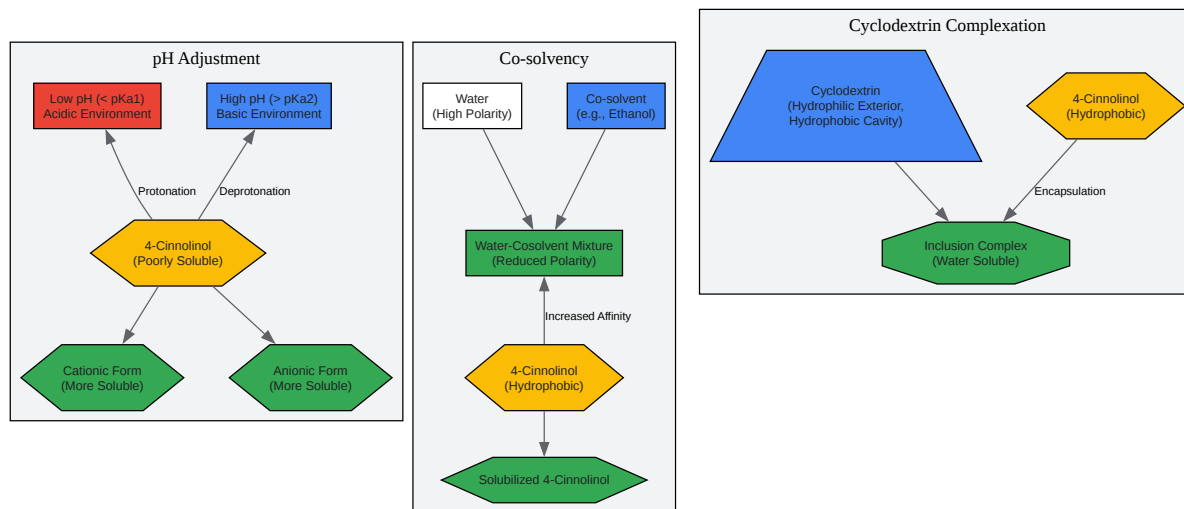 pH Adjustment
Low pH (< pKa1)
Acidic Environment
High pH (> pKa2)
Basic Environment
Protonation
Deprotonation
4-Cinnolinol
(Poorly Soluble)
Cationic Form
(More Soluble)
Anionic Form
(More Soluble)
Co-solvency
Water
(High Polarity)
Co-solvent
(e.g., Ethanol)
Water-Cosolvent Mixture
(Reduced Polarity)
Increased Affinity
4-Cinnolinol
(Hydrophobic)
Solubilized 4-Cinnolinol
Cyclodextrin Complexation
Cyclodextrin
(Hydrophilic Exterior,
Hydrophobic Cavity)
4-Cinnolinol
(Hydrophobic)
Encapsulation
Inclusion Complex
(Water Soluble)